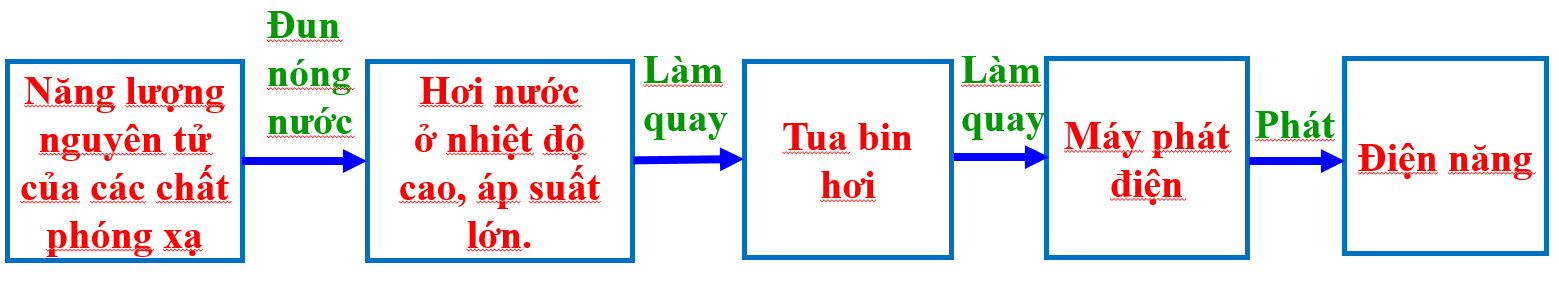 Năng lượng
nguyên tử
của các chất
phóng xạ
Đun
nóng
nước
Hơi nước
ở nhiệt độ
cao, áp suất
lớn.
Làm
quay
Tua bin
hơi
Làm
quay
Máy phát
điện
Phát
Điện năng